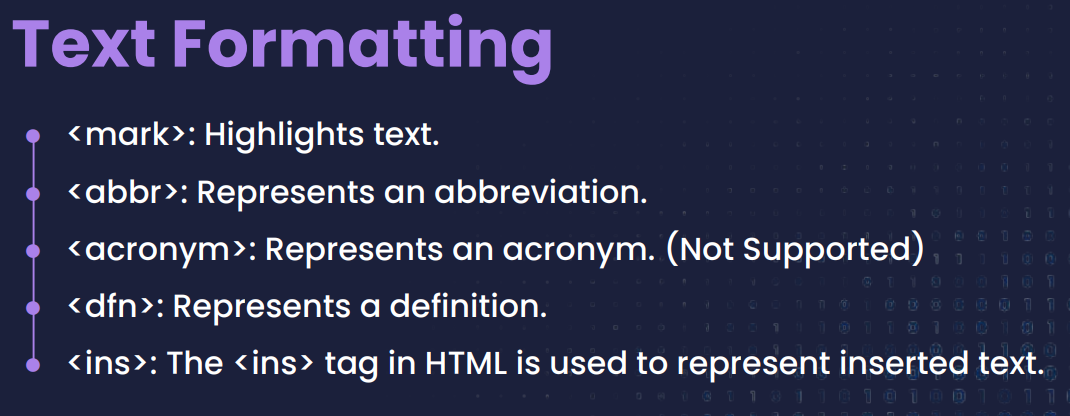 Text Formatting
<mark>: Highlights text.
<abbr>: Represents an abbreviation.
<acronym>: Represents an acronym. (Not Supported)
<dfn>: Represents a definition.
<ins>: The <ins> tag in HTML is used to represent inserted text.